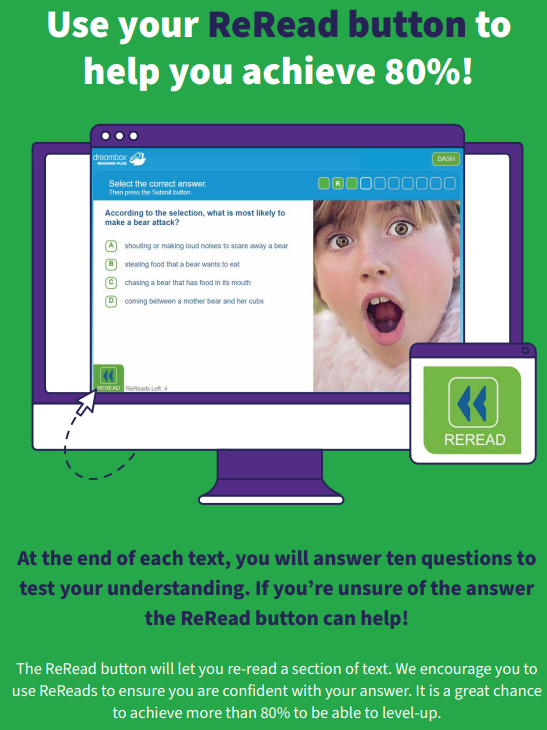 Use your ReRead button to
help you achieve 80%!
dreambox
READING PLUS
DASH
Select the correct answer.
Then press the Submit button.
R
According to the selection, what is most likely to
make a bear attack?
A shouting or making loud noises to scare away a bear
B stealing food that a bear wants to eat
C chasing a bear that has food in its mouth
D coming between a mother bear and her cubs
REREAD
ReReads Left: 4
REREAD
At the end of each text, you will answer ten questions to
test your understanding. If you’re unsure of the answer
the ReRead button can help!
The ReRead button will let you re-read a section of text. We encourage you to
use ReReads to ensure you are confident with your answer. It is a great chance
to achieve more than 80% to be able to level-up.